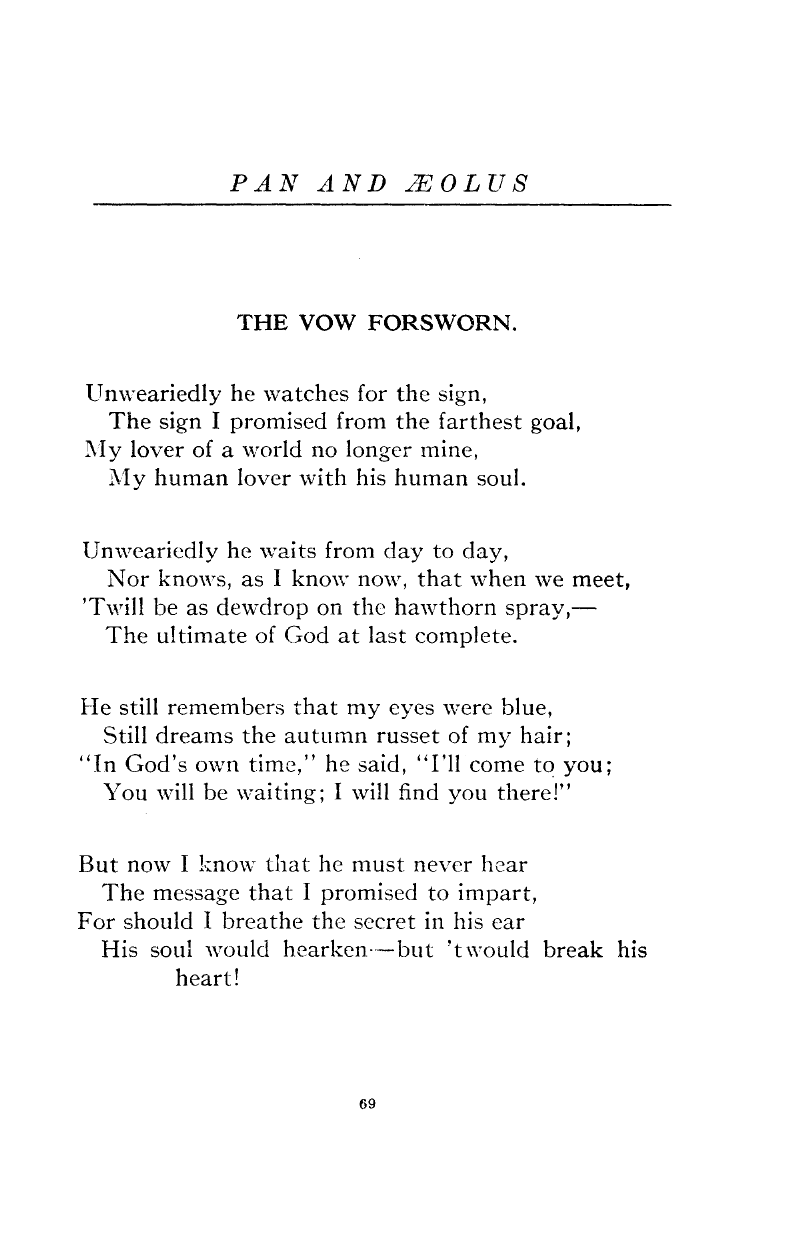 PAN AND ÆOLUS
THE VOW FORSWORN.
Unweariedly he watches for the sign,
The sign I promised from the farthest goal,
My lover of a world no longer mine,
My human lover with his human soul.
Unweariedly he waits from day to day,
Nor knows, as I know now, that when we meet,
'Twill be as dewdrop on the hawthorn spray,—
The ultimate of God at last complete.
He still remembers that my eyes were blue,
Still dreams the autumn russet of my hair;
"In God's own time," he said, "I'll come to you;
You will be waiting; I will find you there!"
But now I know that he must never hear
The message that I promised to impart,
For should I breathe the secret in his ear
His soul would hearken—but 'twould break his
heart!
69